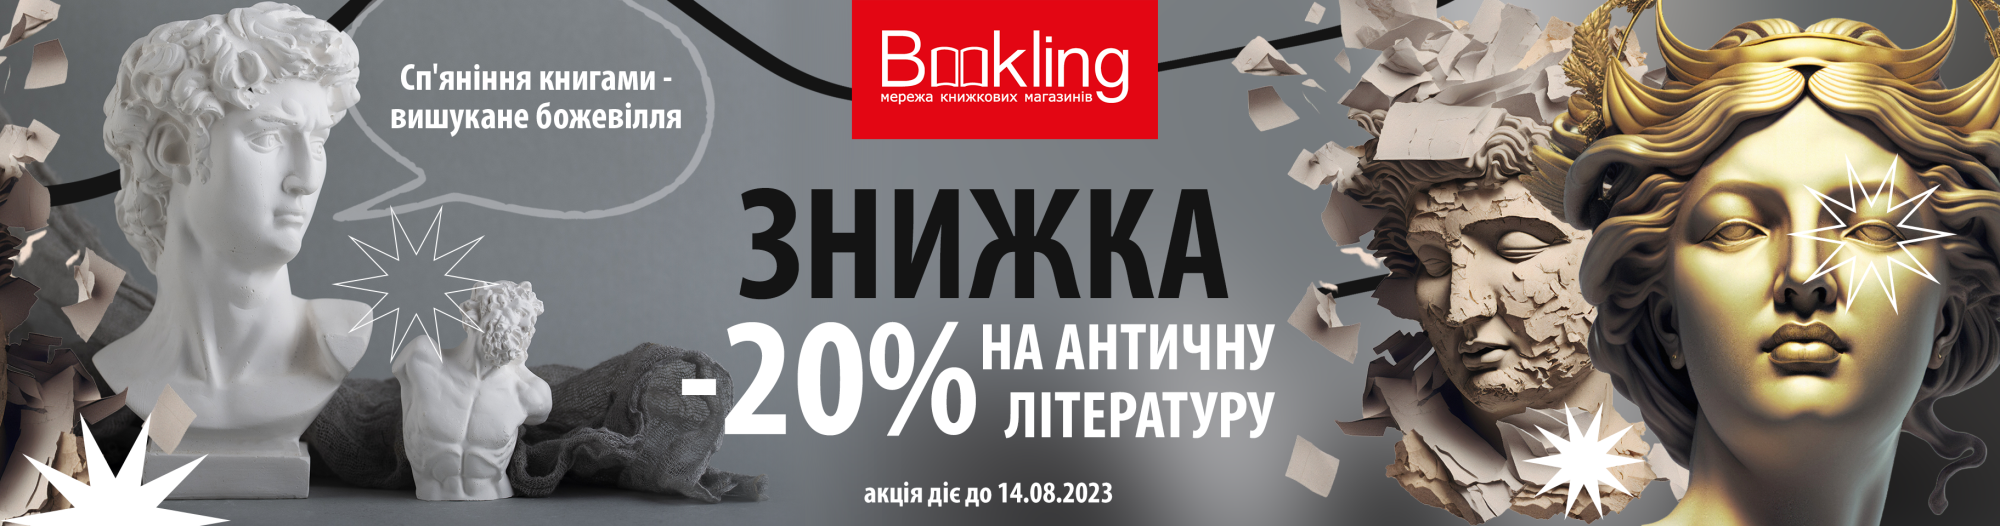 Сп'яніння книгами -
вишукане божевілля
Bookling
мережа книжкових магазинів
ЗНИЖКА
-20% НА АНТИЧНУ
ЛІТЕРАТУРУ
акція діє до 14.08.2023